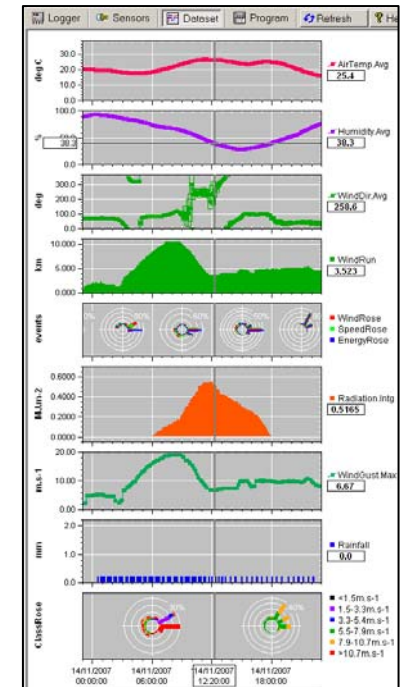 Logger Sensors Dataset Program Refresh ? He
deg C
30.0
20.0
10.0
0.0
AirTemp.Avg
25.4
%
100.0
38.3
0.0
Humidity.Avg
38.3
deg
300.0
200.0
100.0
0.0
WindDir.Avg
258.6
km
10.000
5.000
0.000
WindRun
3.523
events
0% 50% 60% 60%
WindRose
SpeedRose
EnergyRose
MJ.m-2
0.6000
0.4000
0.2000
0.0000
Radiation.Intg
0.5165
m.s-1
20.00
10.00
0.00
WindGust.Max
6.67
mm
2.0
1.0
0.0
Rainfall
0.0
ClassRose
30% 40%
<1.5m.s-1
1.5-3.3m.s-1
3.3-5.4m.s-1
5.5-7.9m.s-1
7.9-10.7m.s-1
>10.7m.s-1
14/11/2007 14/11/2007 14/11/2007 14/11/2007
00:00:00 06:00:00 12:20:00 18:00:00